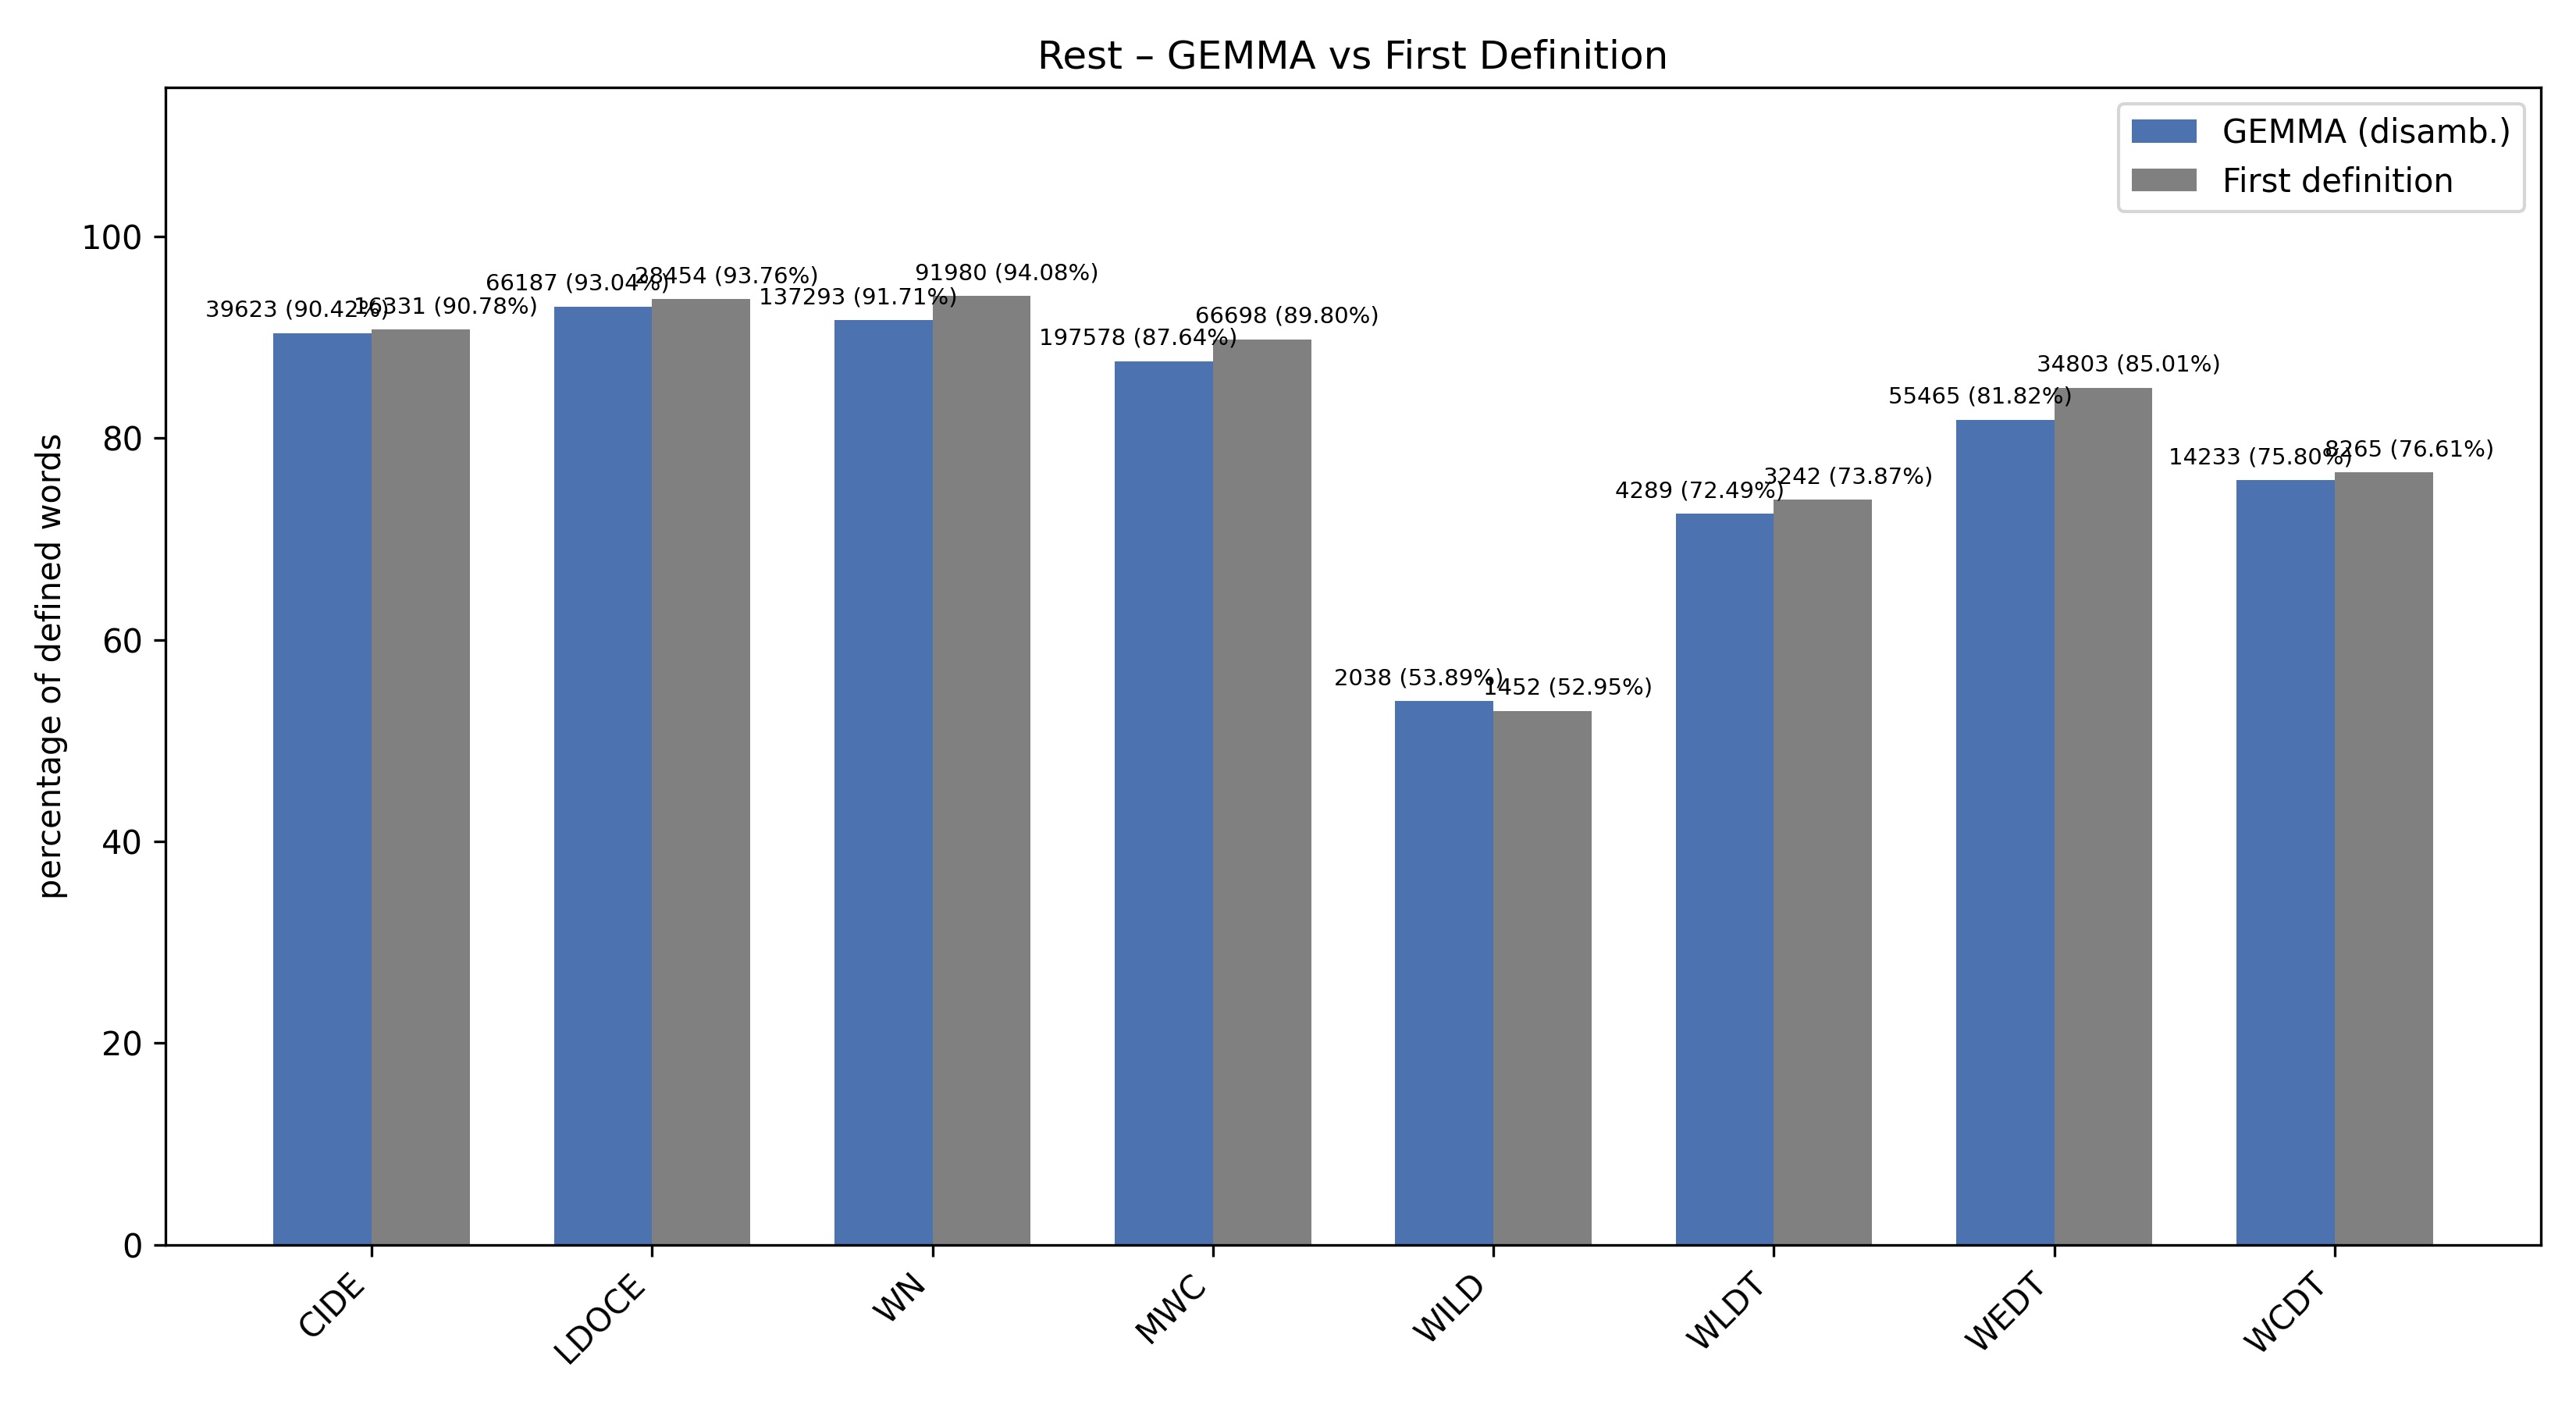 Rest – GEMMA vs First Definition
GEMMA (disamb.)
First definition
percentage of defined words
100
80
60
40
20
0
39623 (90.42%)
16331 (90.78%)
66187 (93.04%)
28454 (93.76%)
137293 (91.71%)
91980 (94.08%)
197578 (87.64%)
66698 (89.80%)
2038 (53.89%)
1452 (52.95%)
4289 (72.49%)
3242 (73.87%)
55465 (81.82%)
34803 (85.01%)
14233 (75.80%)
8265 (76.61%)
CIDE
LDOCE
WN
MWC
WILD
WLDT
WEDT
WCDT